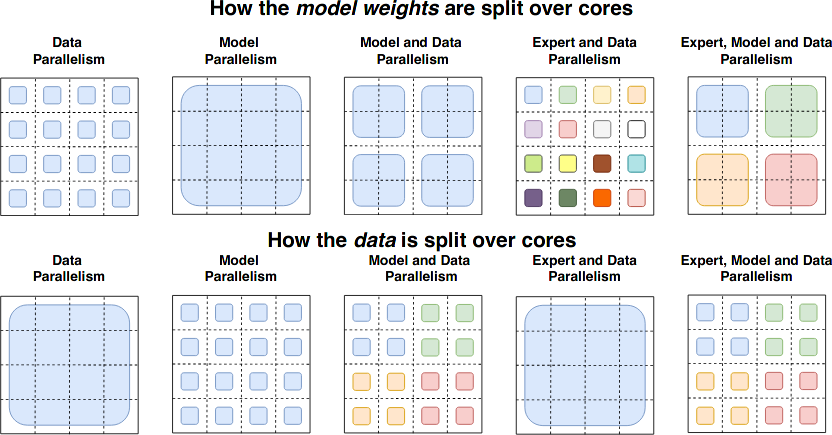 How the model weights are split over cores
Data
Parallelism
Model
Parallelism
Model and Data
Parallelism
Expert and Data
Parallelism
Expert, Model and Data
Parallelism
How the data is split over cores
Data
Parallelism
Model
Parallelism
Model and Data
Parallelism
Expert and Data
Parallelism
Expert, Model and Data
Parallelism